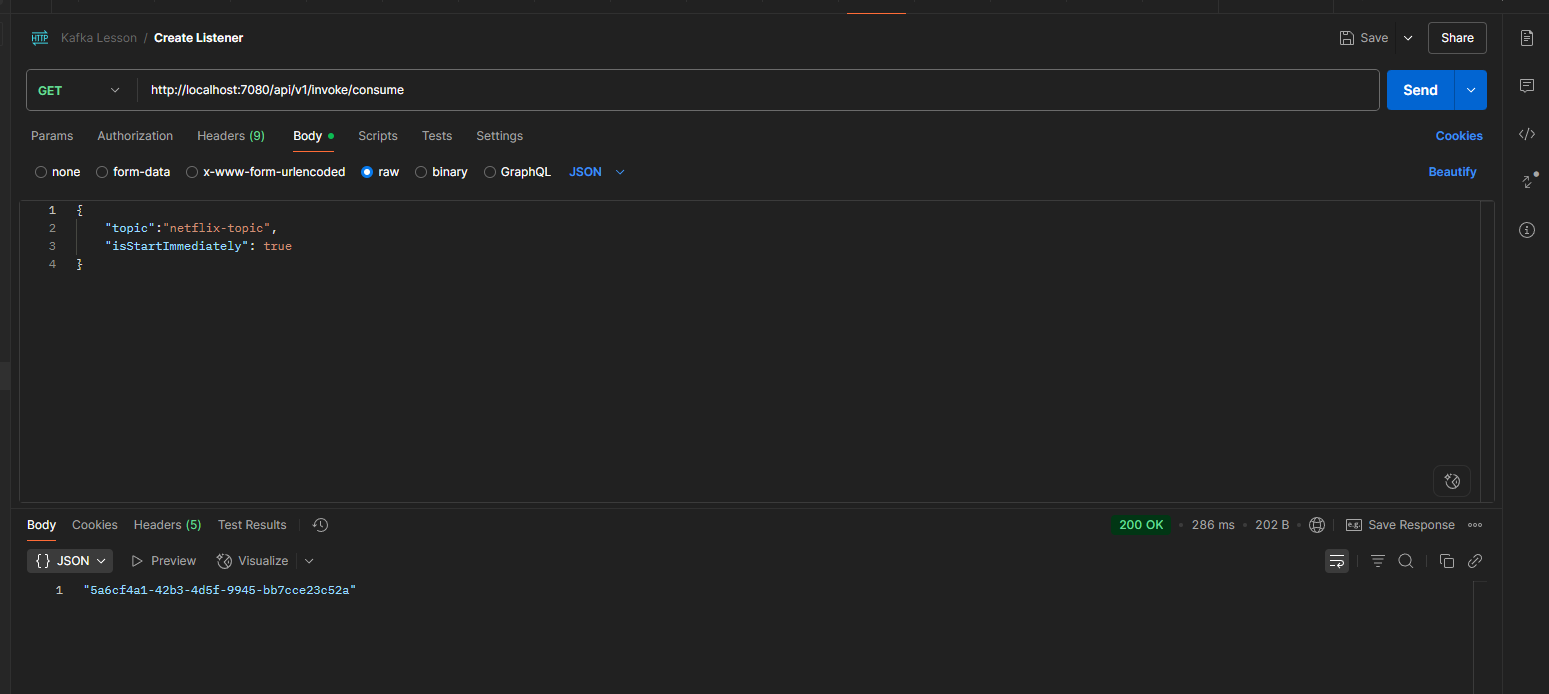 HTTP Kafka Lesson / Create Listener Save Share
GET http://localhost:7080/api/v1/invoke/consume Send
Params Authorization Headers (9) Body Scripts Tests Settings Cookies
none form-data x-www-form-urlencoded raw binary GraphQL JSON Beautify
1 {
2 "topic":"netflix-topic",
3 "isStartImmediately": true
4 }
Body Cookies Headers (5) Test Results 200 OK • 286 ms • 202 B • e.g. Save Response
{} JSON Preview Visualize
1 "5a6cf4a1-42b3-4d5f-9945-bb7cce23c52a"